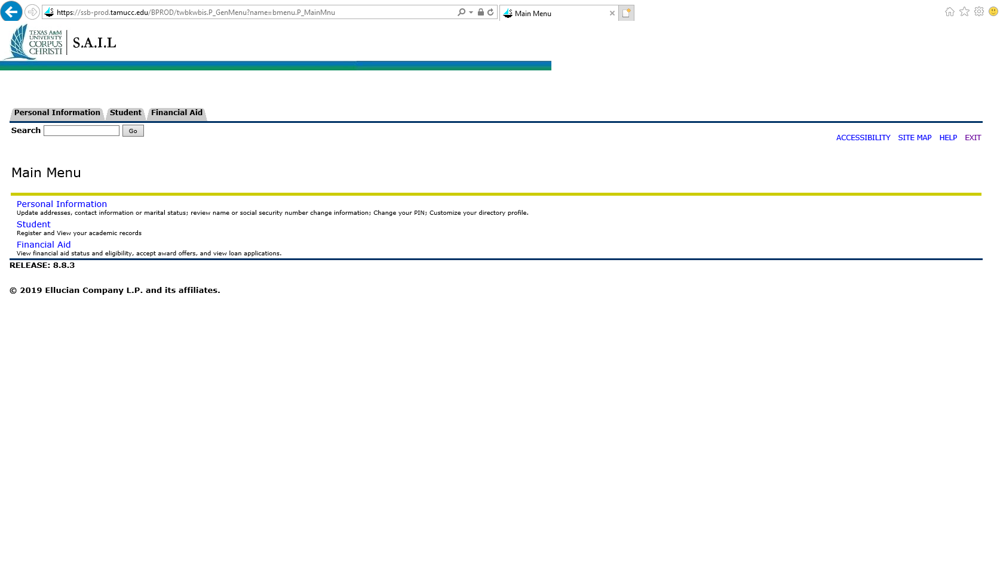 https://ssb-prod.tamucc.edu/BPROD/twbkwbis.P_GenMenu?name=bmenu.P_MainMnu
Main Menu
TEXAS A&M
UNIVERSITY
CORPUS
CHRISTI
S.A.I.L
Personal Information Student Financial Aid
Search Go
ACCESSIBILITY SITE MAP HELP EXIT
Main Menu
Personal Information
Update addresses, contact information or marital status; review name or social security number change information; Change your PIN; Customize your directory profile.
Student
Register and View your academic records
Financial Aid
View financial aid status and eligibility, accept award offers, and view loan applications.
RELEASE: 8.8.3
© 2019 Ellucian Company L.P. and its affiliates.